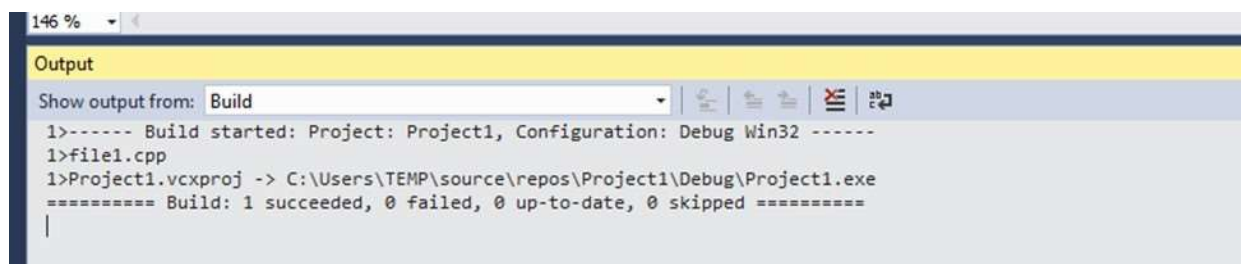 146 %
Output
Show output from: Build
1>------ Build started: Project: Project1, Configuration: Debug Win32 ------
1>file1.cpp
1>Project1.vcxproj -> C:\Users\TEMP\source\repos\Project1\Debug\Project1.exe
========== Build: 1 succeeded, 0 failed, 0 up-to-date, 0 skipped ==========